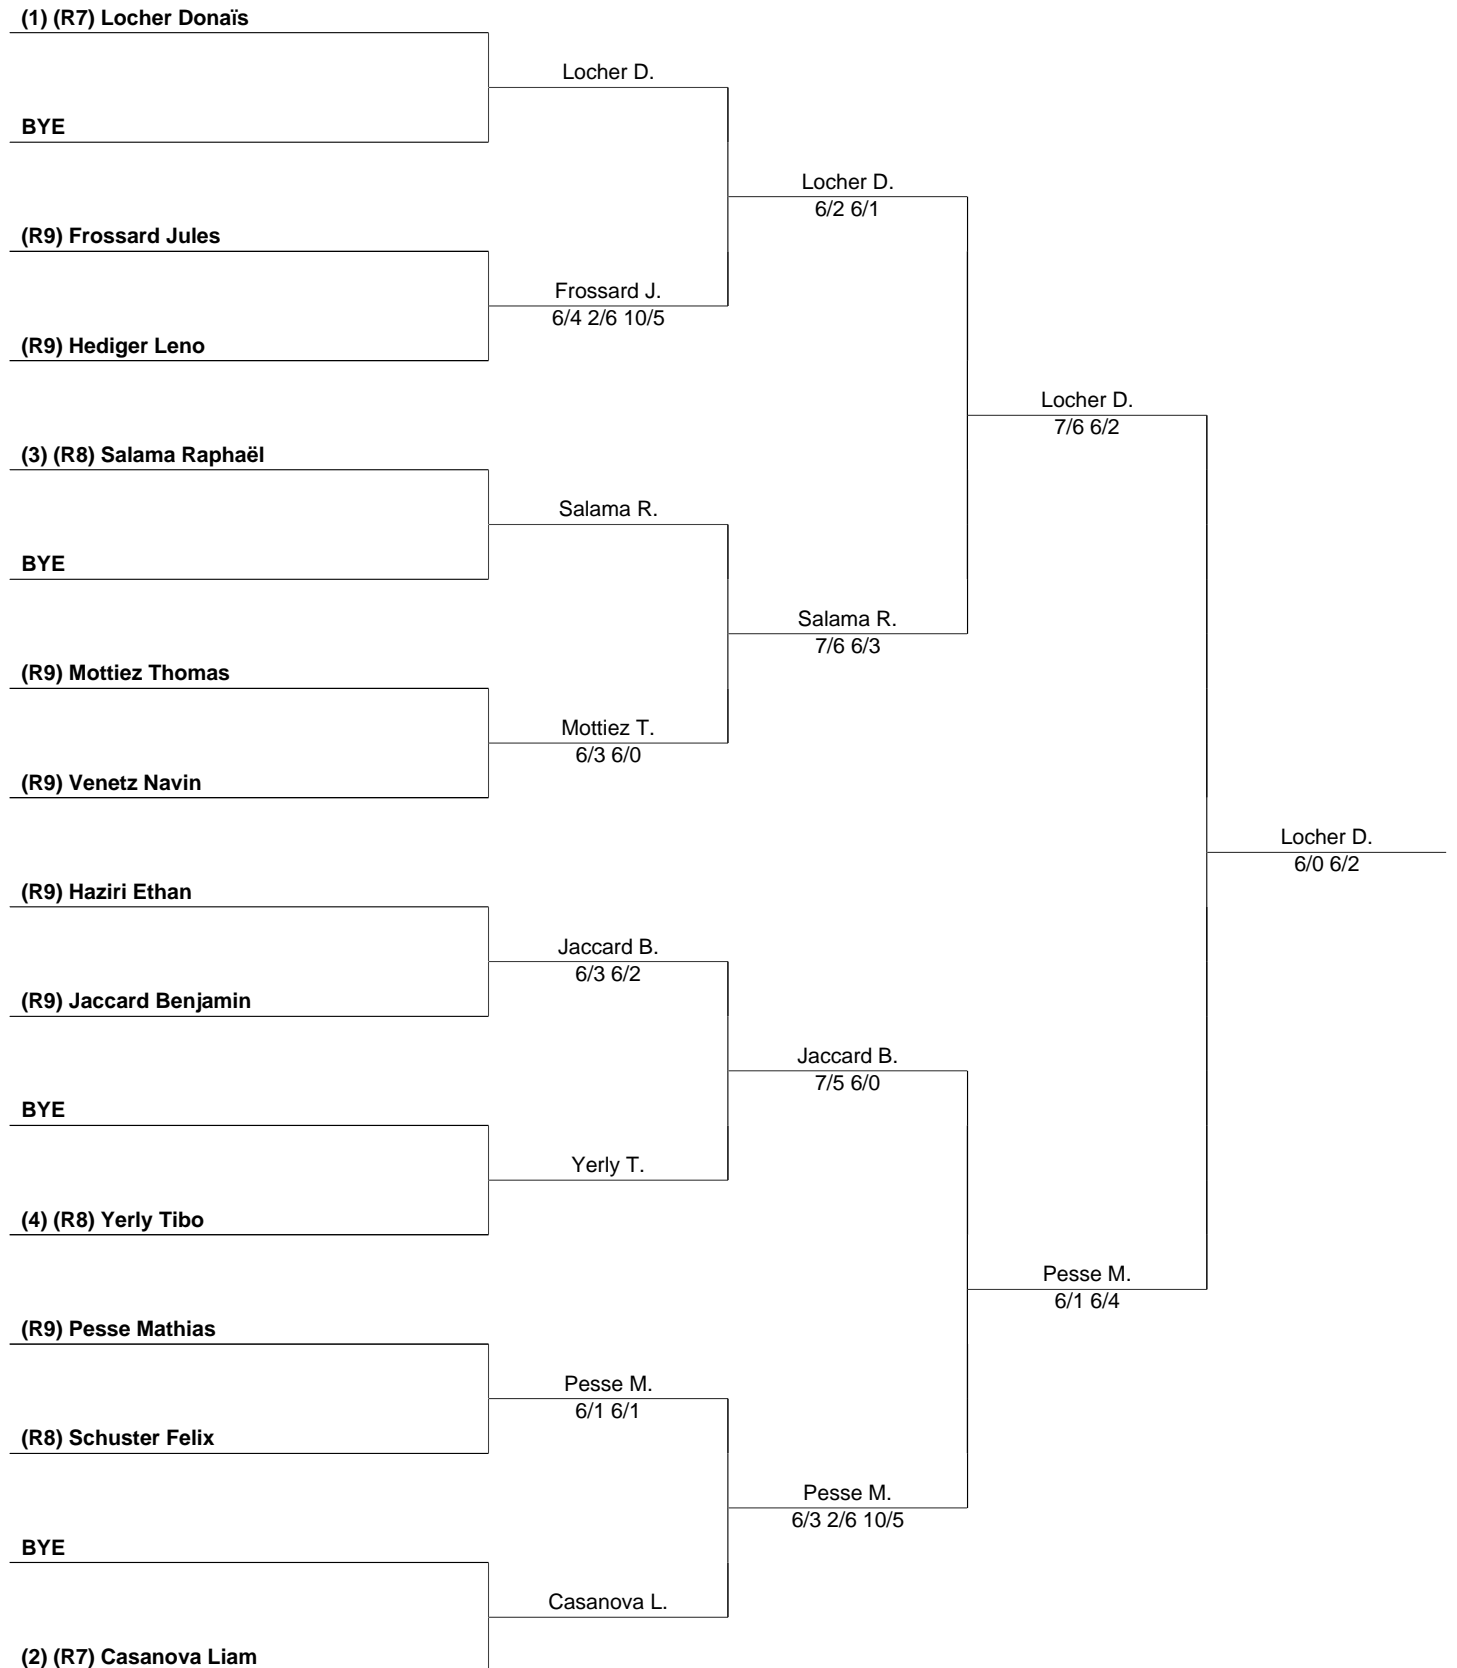 (1) (R7) Locher Donaïs
Locher D.
BYE
Locher D.
6/2 6/1
(R9) Frossard Jules
Frossard J.
6/4 2/6 10/5
(R9) Hediger Leno
Locher D.
7/6 6/2
(3) (R8) Salama Raphaël
Salama R.
BYE
Salama R.
7/6 6/3
(R9) Mottiez Thomas
Mottiez T.
6/3 6/0
(R9) Venetz Navin
Locher D.
6/0 6/2
(R9) Haziri Ethan
Jaccard B.
6/3 6/2
(R9) Jaccard Benjamin
Jaccard B.
7/5 6/0
BYE
Yerly T.
(4) (R8) Yerly Tibo
Pesse M.
6/1 6/4
(R9) Pesse Mathias
Pesse M.
6/1 6/1
(R8) Schuster Felix
Pesse M.
6/3 2/6 10/5
BYE
Casanova L.
(2) (R7) Casanova Liam